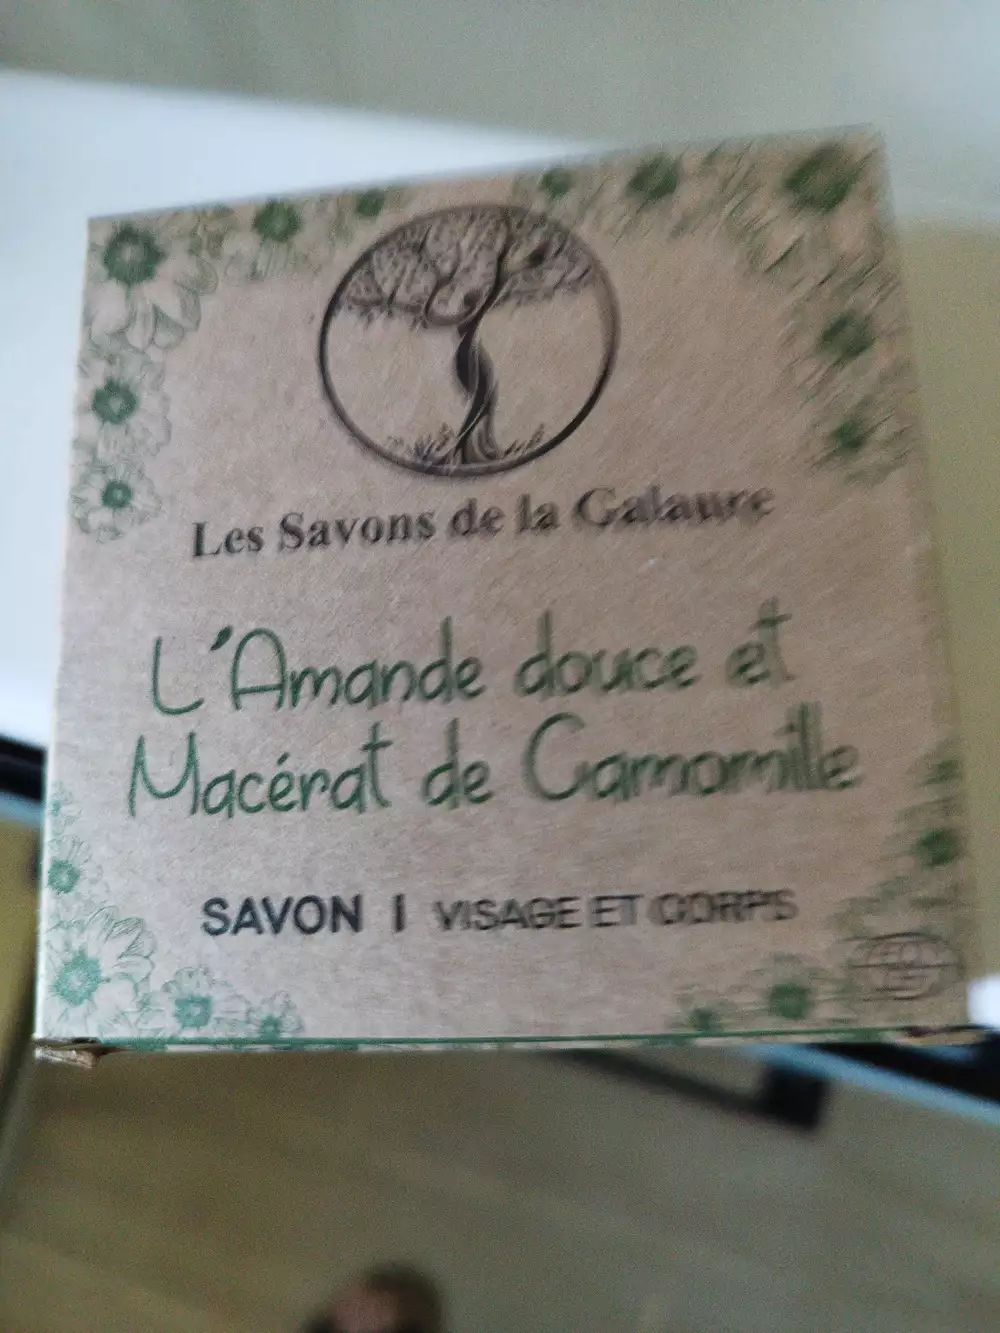 Les Savons de la Galaure
L'Amande douce et
Macérat de Camomille
SAVON | VISAGE ET CORPS